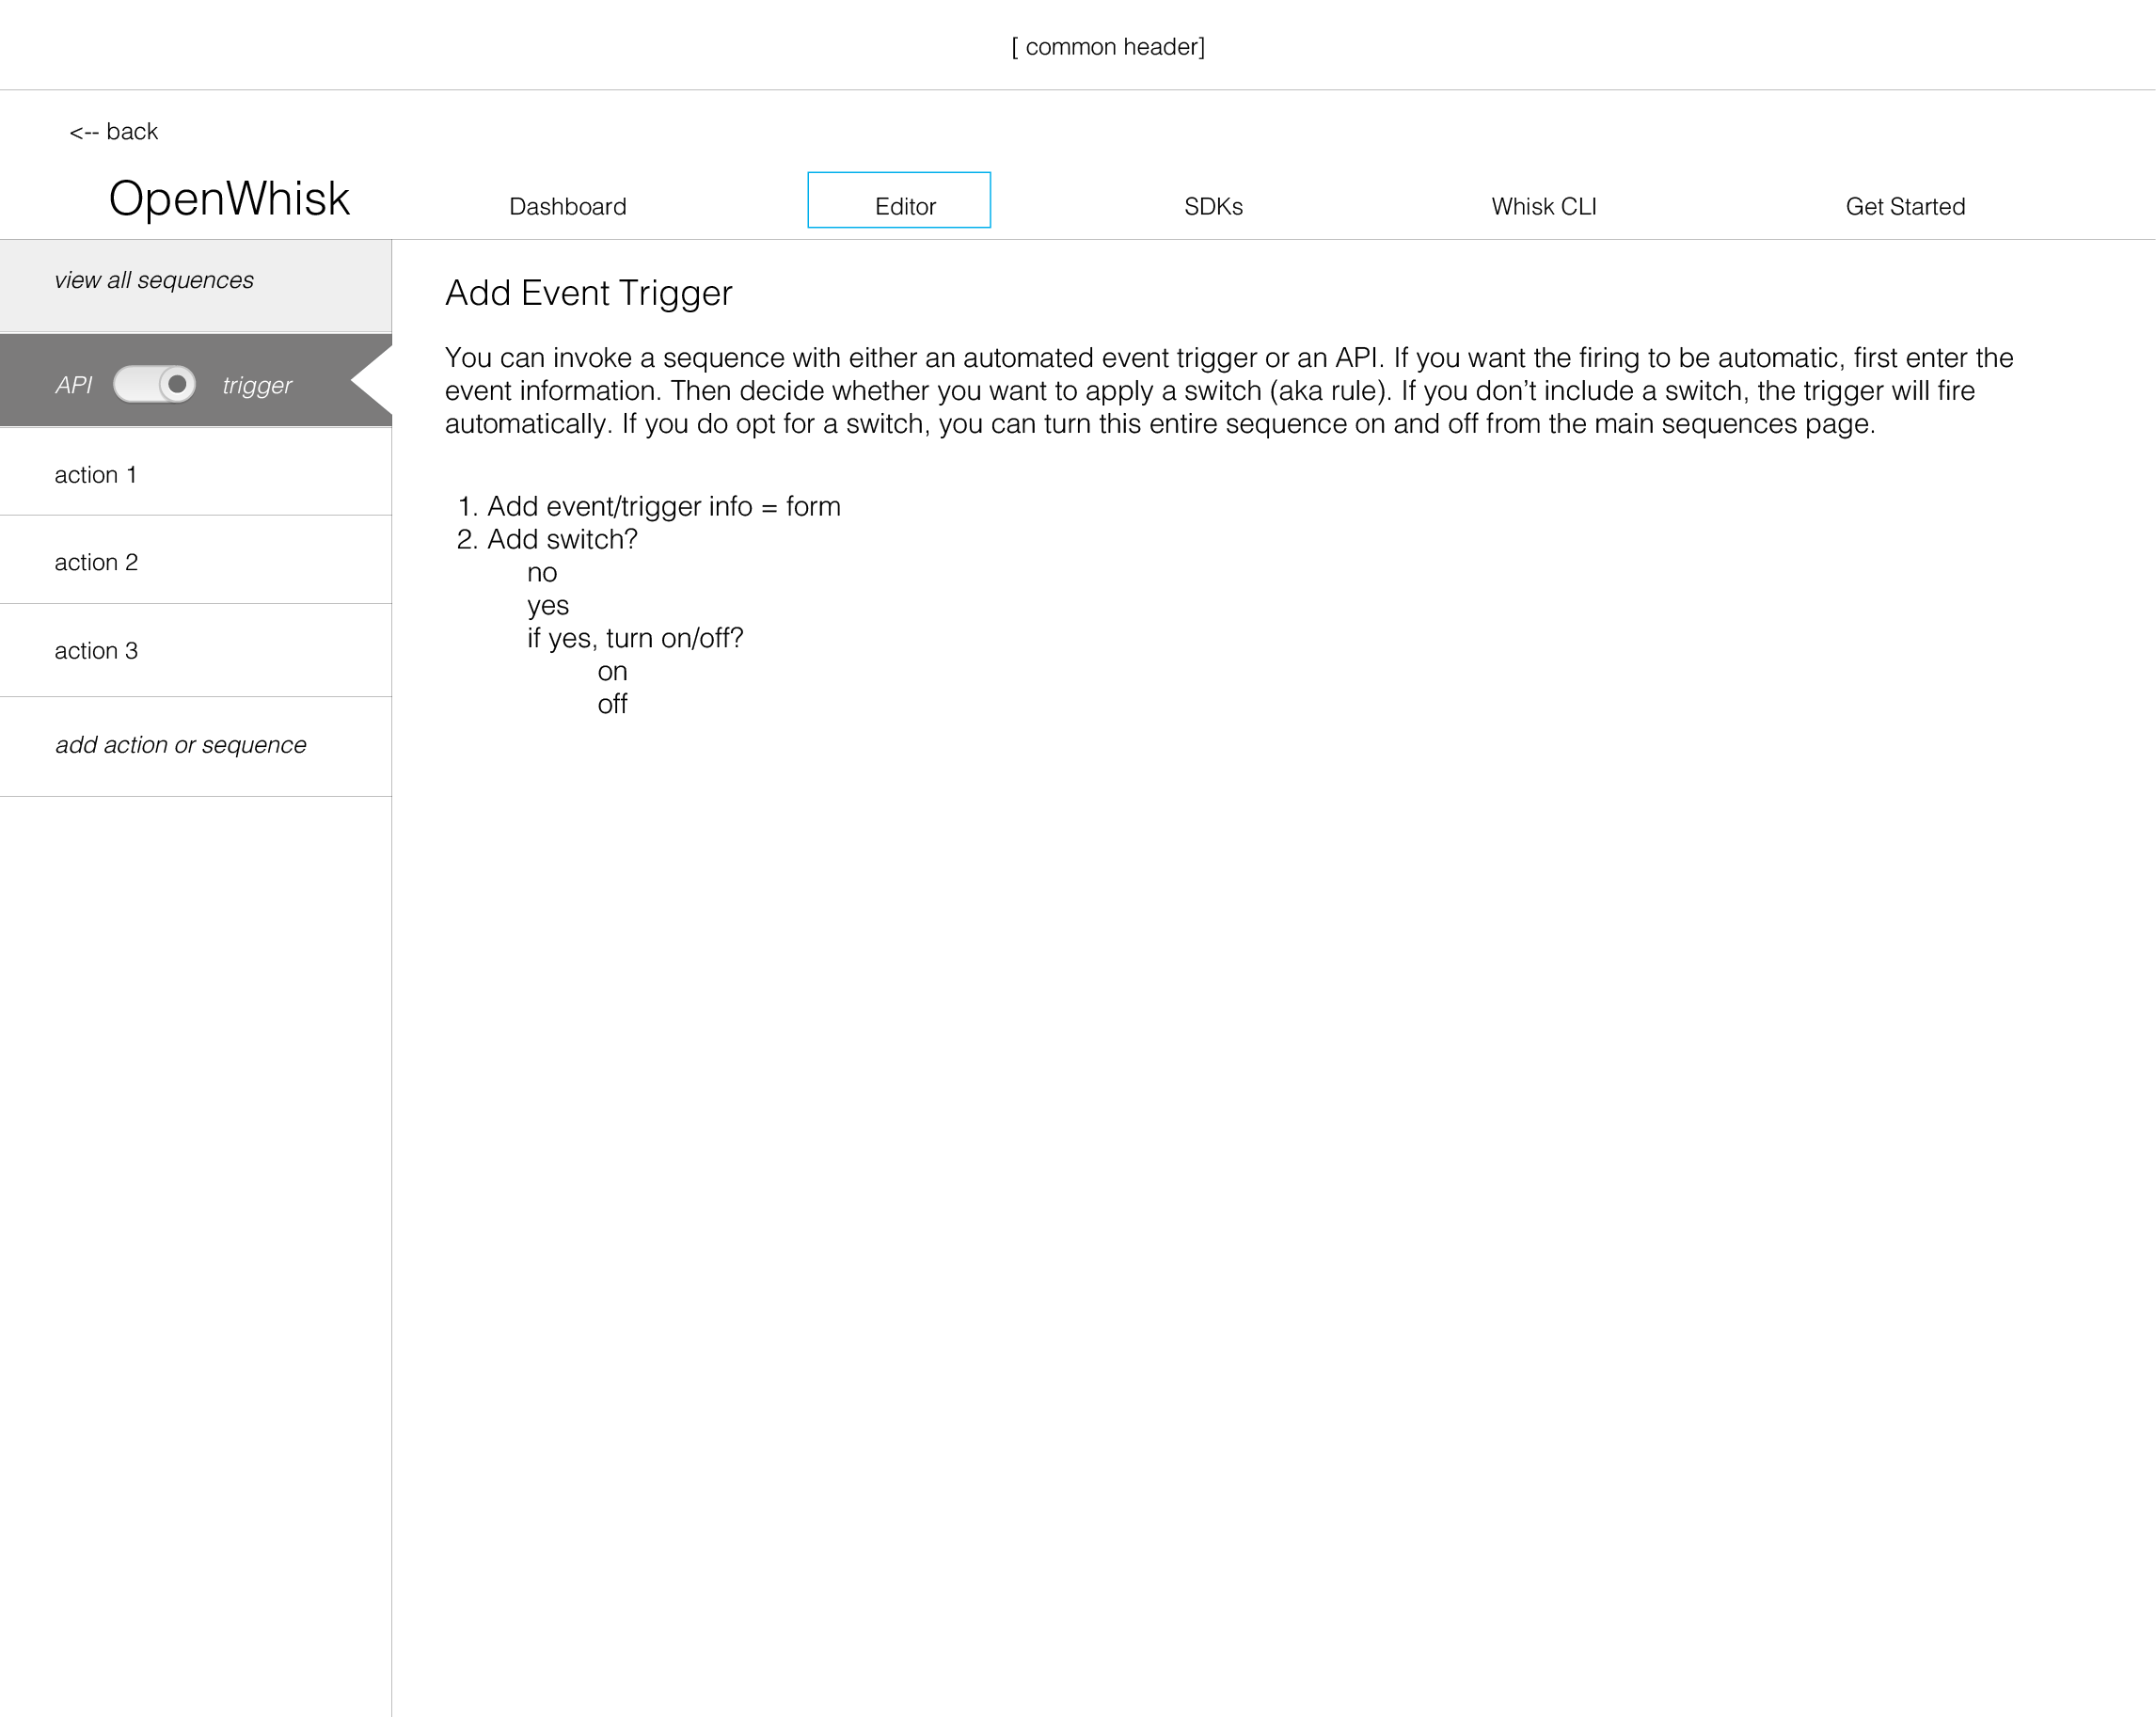 [ common header]
<-- back
OpenWhisk
Dashboard
Editor
SDKs
Whisk CLI
Get Started
view all sequences
API
trigger
action 1
action 2
action 3
add action or sequence
Add Event Trigger
You can invoke a sequence with either an automated event trigger or an API. If you want the firing to be automatic, first enter the
event information. Then decide whether you want to apply a switch (aka rule). If you don’t include a switch, the trigger will fire
automatically. If you do opt for a switch, you can turn this entire sequence on and off from the main sequences page.
1. Add event/trigger info = form
2. Add switch?
no
yes
if yes, turn on/off?
on
off